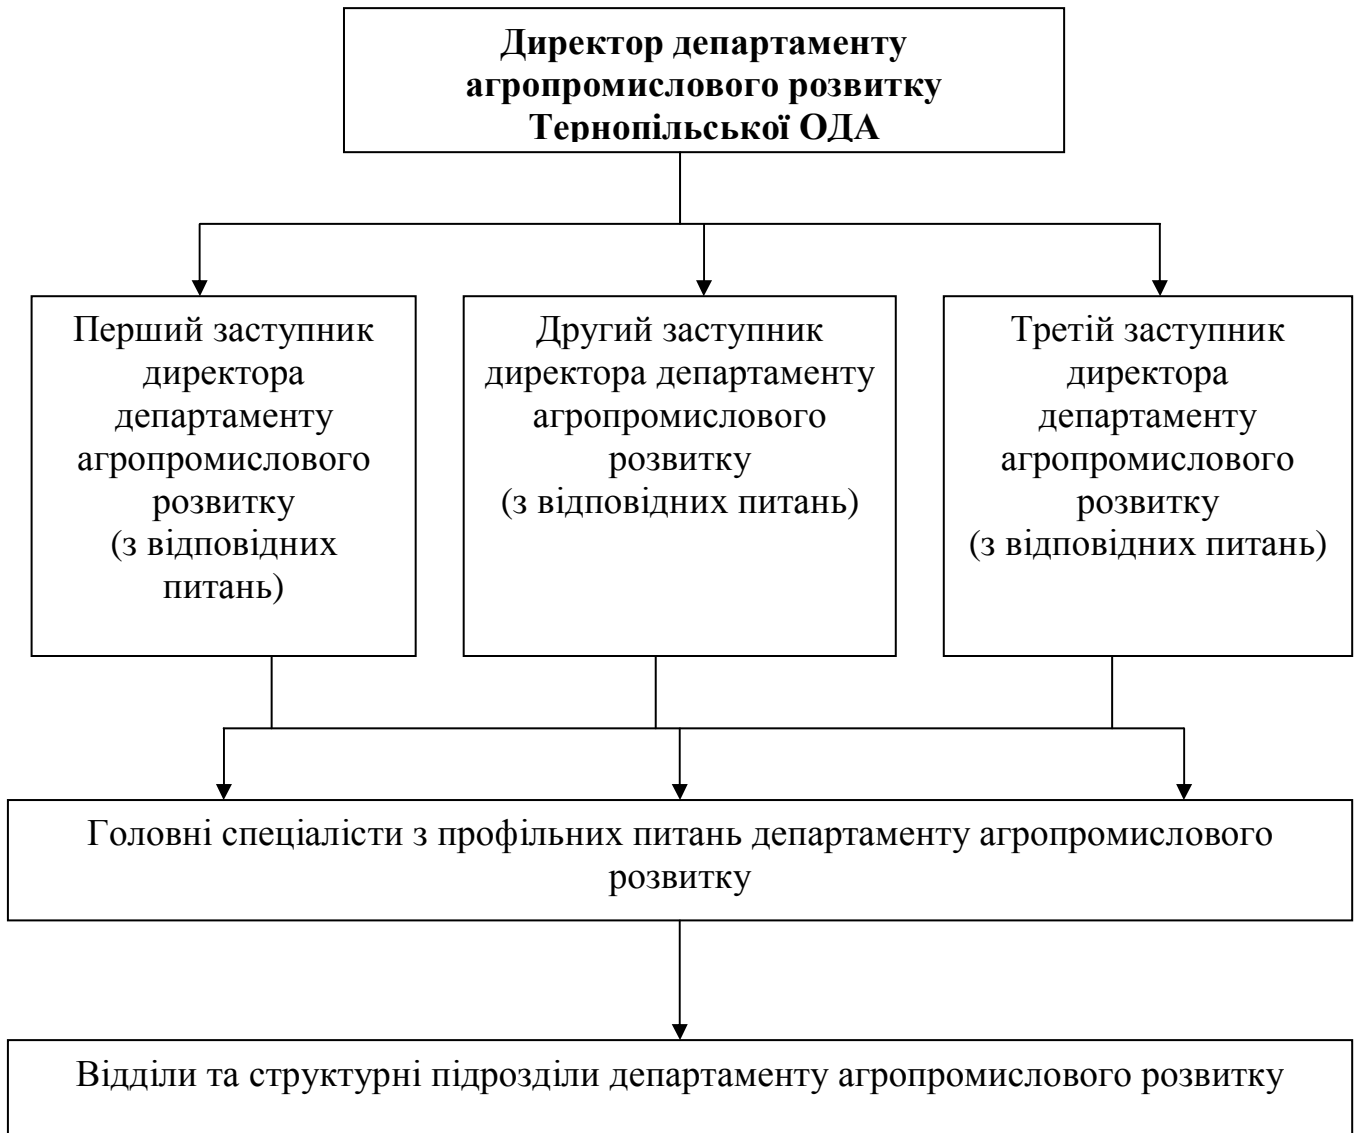 Директор департаменту
агропромислового розвитку
Тернопільської ОДА
Перший заступник
директора
департаменту
агропромислового
розвитку
(з відповідних
питань)
Другий заступник
директора департаменту
агропромислового
розвитку
(з відповідних питань)
Третій заступник
директора
департаменту
агропромислового
розвитку
(з відповідних питань)
Головні спеціалісти з профільних питань департаменту агропромислового
розвитку
Відділи та структурні підрозділи департаменту агропромислового розвитку